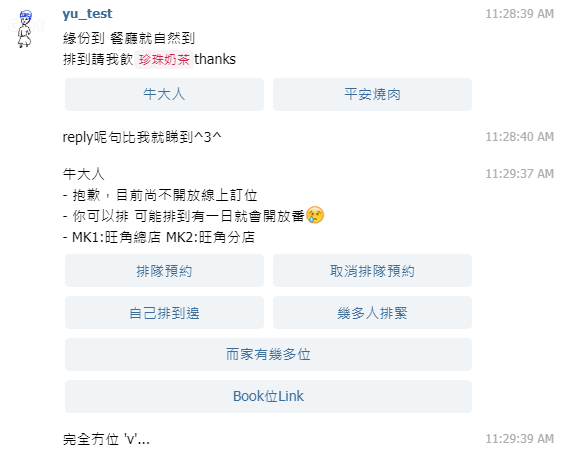 yu_test 11:28:39 AM
緣份到 餐廳就自然到
排到請我飲 珍珠奶茶 thanks
牛大人 平安燒肉
reply呢句比我就睇到^3^ 11:28:40 AM
牛大人 11:29:37 AM
- 抱歉，目前尚不開放線上訂位
- 你可以排 可能排到有一日就會開放番😢
- MK1:旺角總店 MK2:旺角分店
排隊預約 取消排隊預約
自己排到邊 幾多人排緊
而家有幾多位
Book位Link
完全冇位 'v'... 11:29:39 AM